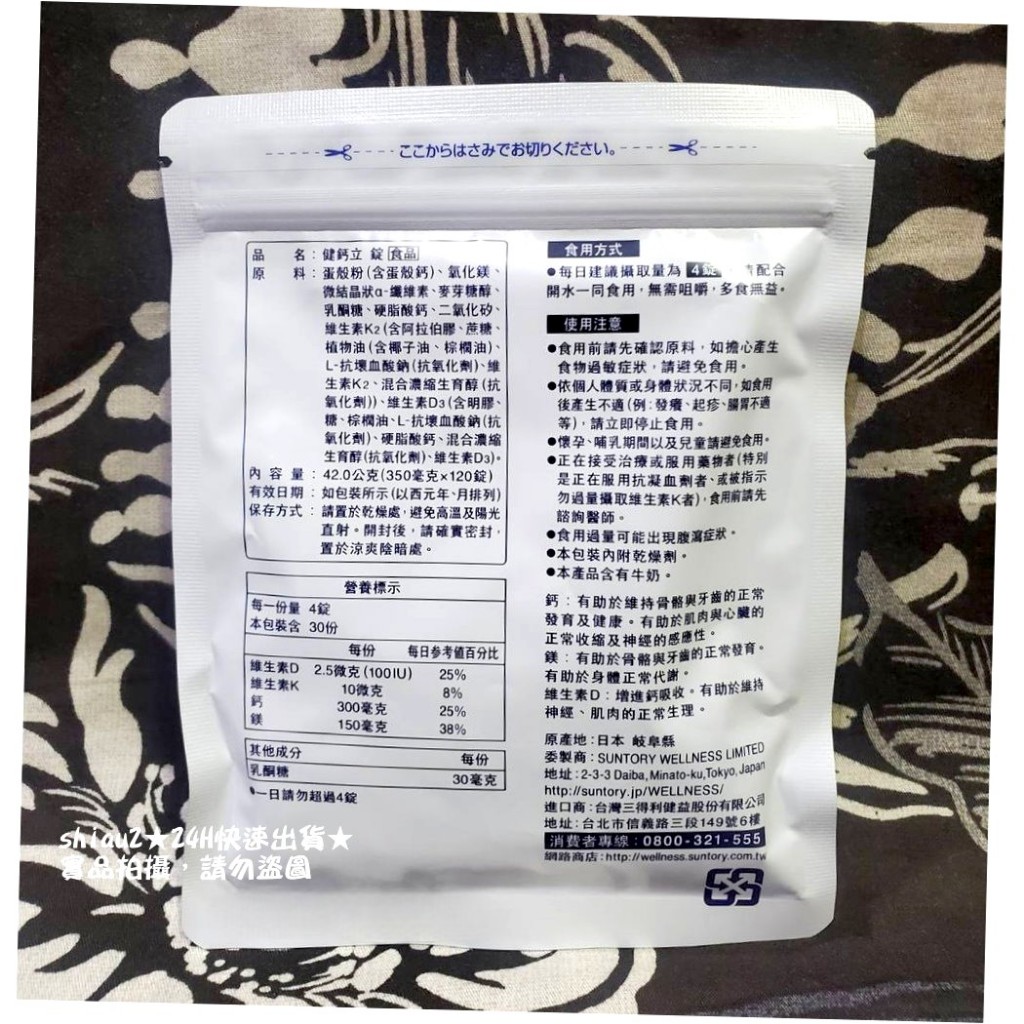 ここからはさみでお切りください。
品　　名：健鈣立 錠 食品
原　　料：蛋殼粉(含蛋殼鈣)、氧化鎂、
微結晶狀α-纖維素、麥芽糖醇、
乳酮糖、硬脂酸鈣、二氧化矽、
維生素K2(含阿拉伯膠、蔗糖、
植物油(含椰子油、棕櫚油)、
L-抗壞血酸鈉(抗氧化劑)、維
生素K2、混合濃縮生育醇(抗
氧化劑))、維生素D3(含明膠、
糖、棕櫚油、L-抗壞血酸鈉(抗
氧化劑)、硬脂酸鈣、混合濃縮
生育醇(抗氧化劑)、維生素D3)。
內 容 量：42.0公克(350毫克×120錠)
有效日期：如包裝所示(以西元年、月排列)
保存方式：請置於乾燥處，避免高溫及陽光
直射。開封後，請確實密封，
置於涼爽陰暗處。
營養標示
每一份量 4錠
本包裝含 30份
每份 每日參考值百分比
維生素D 2.5微克(100IU) 25%
維生素K 10微克 8%
鈣 300毫克 25%
鎂 150毫克 38%
其他成分 每份
乳酮糖 30毫克
●一日請勿超過4錠
食用方式
●每日建議攝取量為 4錠 請配合
開水一同食用，無需咀嚼，多食無益。
使用注意
●食用前請先確認原料，如擔心產生
食物過敏症狀，請避免食用。
●依個人體質或身體狀況不同，如食用
後產生不適(例：發癢、起疹、腸胃不適
等)，請立即停止食用。
●懷孕、哺乳期間以及兒童請避免食用。
●正在接受治療或服用藥物者(特別
是正在服用抗凝血劑者、或被指示
勿過量攝取維生素K者)，食用前請先
諮詢醫師。
●食用過量可能出現腹瀉症狀。
●本包裝內附乾燥劑。
●本產品含有牛奶。
鈣：有助於維持骨骼與牙齒的正常
發育及健康。有助於肌肉與心臟的
正常收縮及神經的感應性。
鎂：有助於骨骼與牙齒的正常發育。
有助於身體正常代謝。
維生素D：增進鈣吸收。有助於維持
神經、肌肉的正常生理。
原產地：日本 岐阜縣
委製商：SUNTORY WELLNESS LIMITED
地址：2-3-3 Daiba,Minato-ku,Tokyo,Japan
http://suntory.jp/WELLNESS/
進口商：台灣三得利健益股份有限公司
地址：台北市信義路三段149號6樓
消費者專線：0800-321-555
網路商店：http://wellness.suntory.com.tw
shiau2★24H快速出貨★
實品拍攝，請勿盜圖